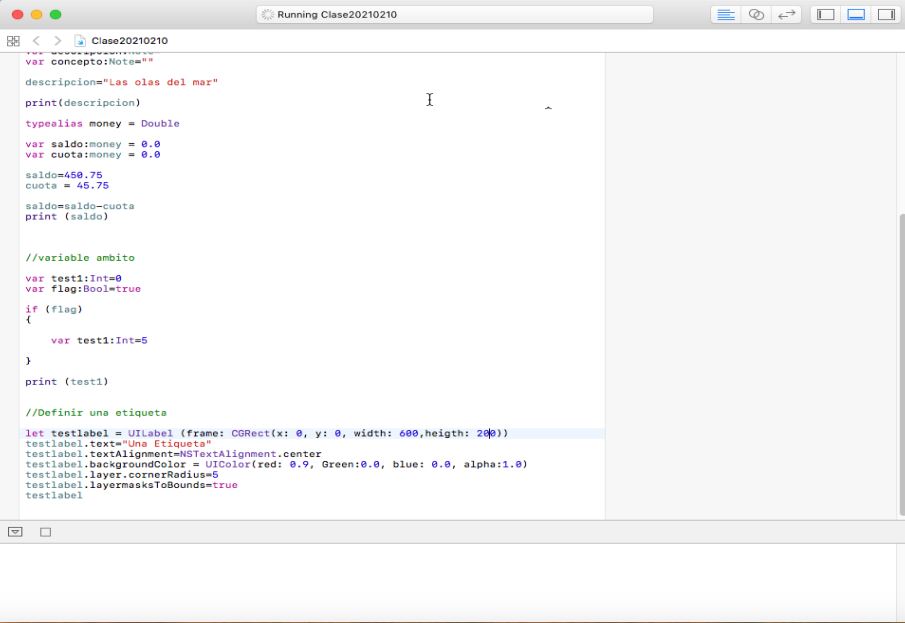 Running Clase20210210
Clase20210210
var descripcion:Note
var concepto:Note=""
descripcion="Las olas del mar"
print(descripcion)
typealias money = Double
var saldo:money = 0.0
var cuota:money = 0.0
saldo=450.75
cuota = 45.75
saldo=saldo-cuota
print (saldo)
//variable ambito
var test1:Int=0
var flag:Bool=true
if (flag)
{
var test1:Int=5
}
print (test1)
//Definir una etiqueta
let testlabel = UILabel (frame: CGRect(x: 0, y: 0, width: 600,heigth: 200))
testlabel.text="Una Etiqueta"
testlabel.textAlignment=NSTextAlignment.center
testlabel.backgroundColor = UIColor(red: 0.9, Green:0.0, blue: 0.0, alpha:1.0)
testlabel.layer.cornerRadius=5
testlabel.layermasksToBounds=true
testlabel